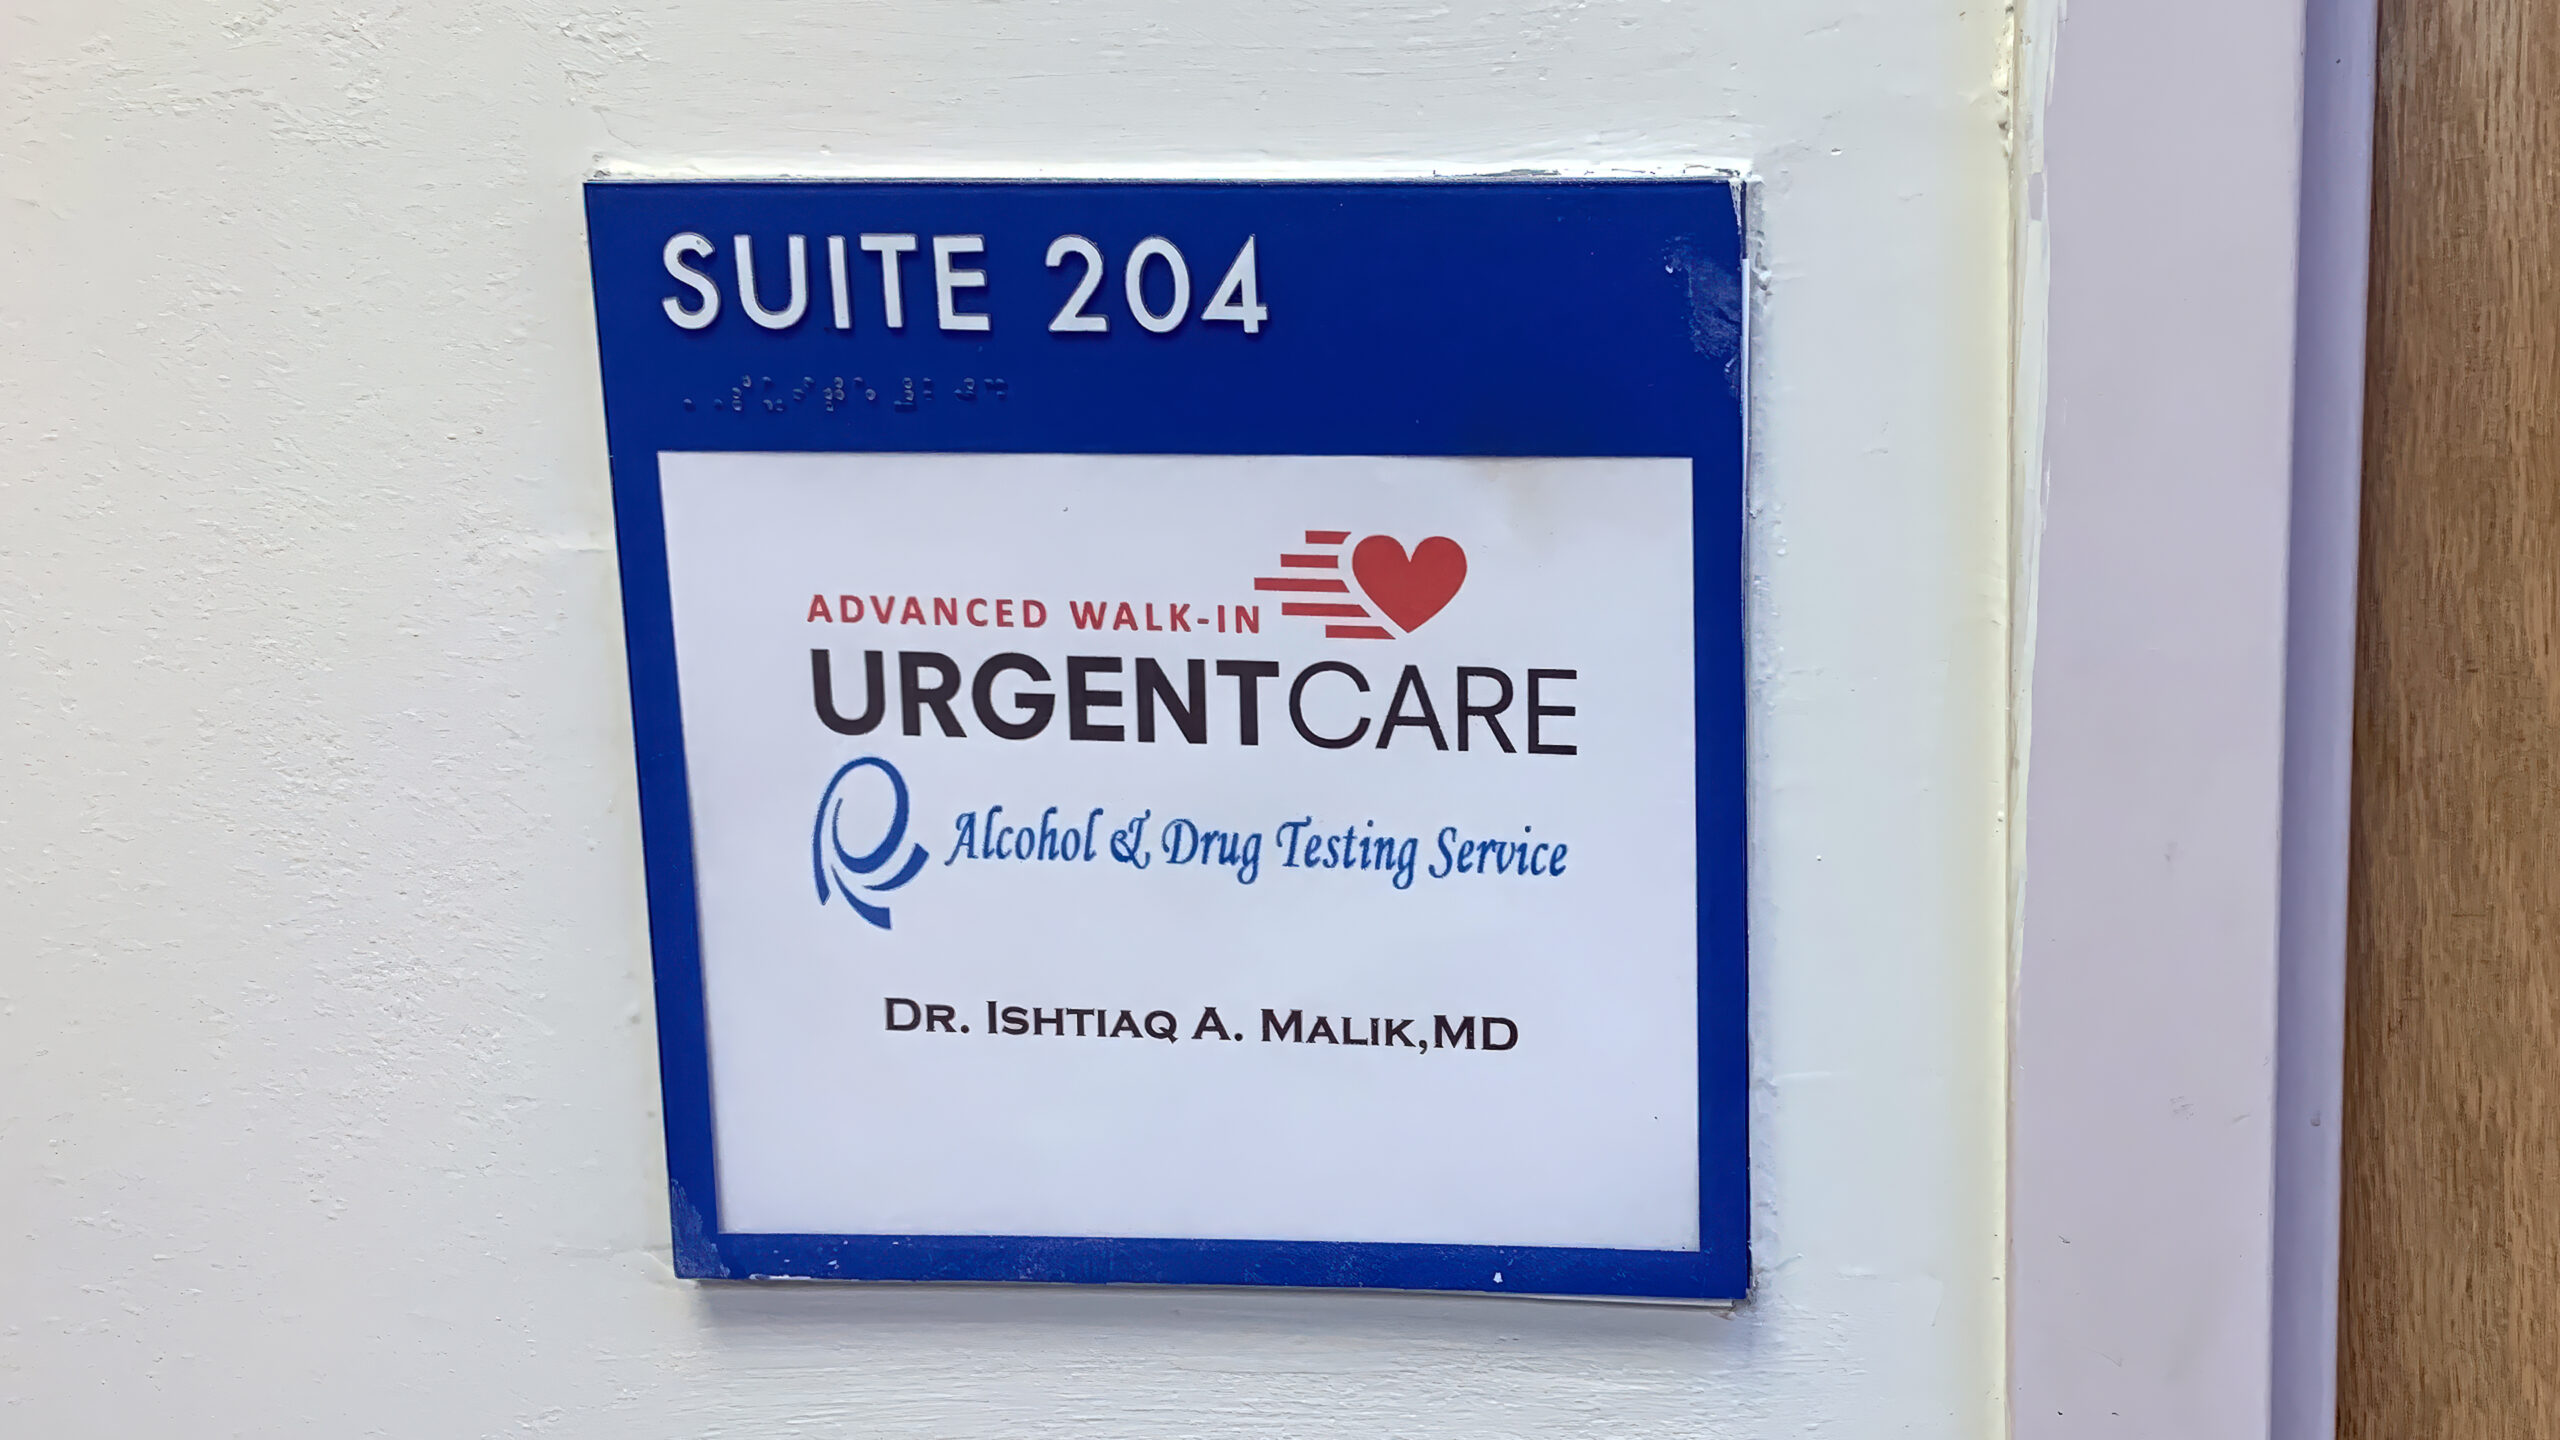 SUITE 204
ADVANCED WALK-IN
URGENTCARE
Alcohol & Drug Testing Service
DR. ISHTIAQ A. MALIK,MD